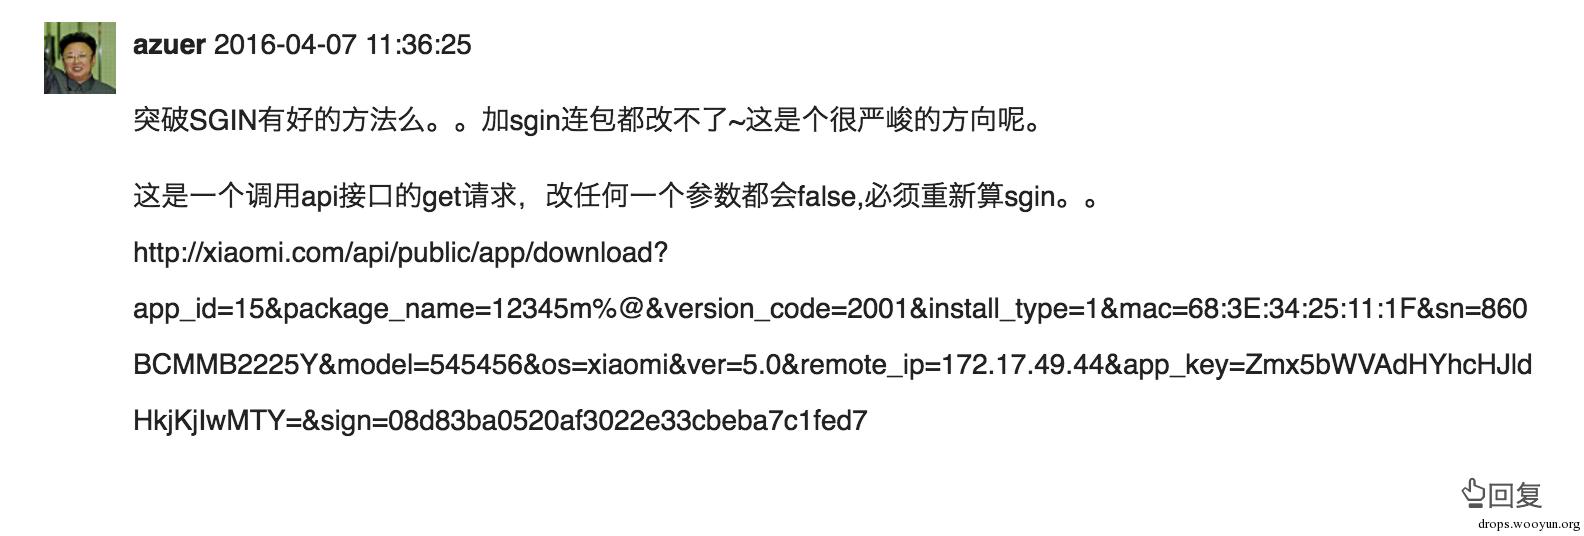 azuer 2016-04-07 11:36:25
突破SGIN有好的方法么。。加sgin连包都改不了~这是个很严峻的方向呢。
这是一个调用api接口的get请求，改任何一个参数都会false,必须重新算sgin。。
http://xiaomi.com/api/public/app/download?
app_id=15&package_name=12345m%@&version_code=2001&install_type=1&mac=68:3E:34:25:11:1F&sn=860
BCMMB2225Y&model=545456&os=xiaomi&ver=5.0&remote_ip=172.17.49.44&app_key=Zmx5bWVAdHYhcHJld
HkjKjIwMTY=&sign=08d83ba0520af3022e33cbeba7c1fed7
回复
drops.wooyun.org